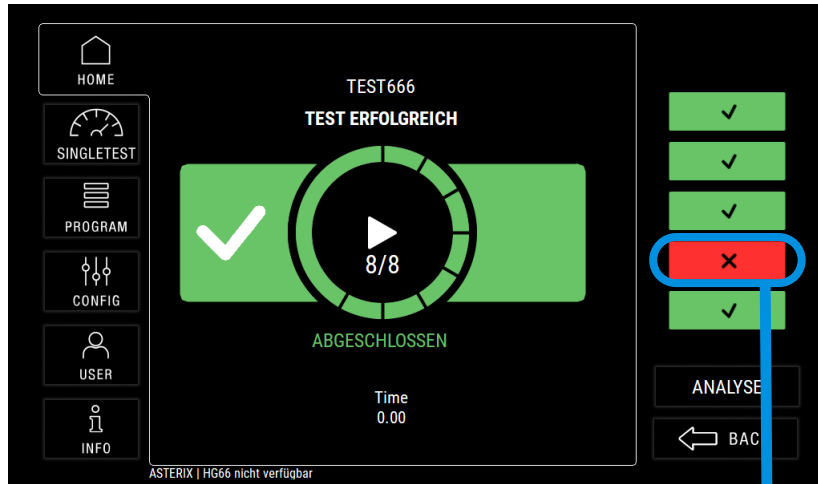 HOME
SINGLETEST
PROGRAM
CONFIG
USER
INFO
TEST666
TEST ERFOLGREICH
8/8
ABGESCHLOSSEN
Time
0.00
ANALYSE
BAC
ASTERIX | HG66 nicht verfügbar